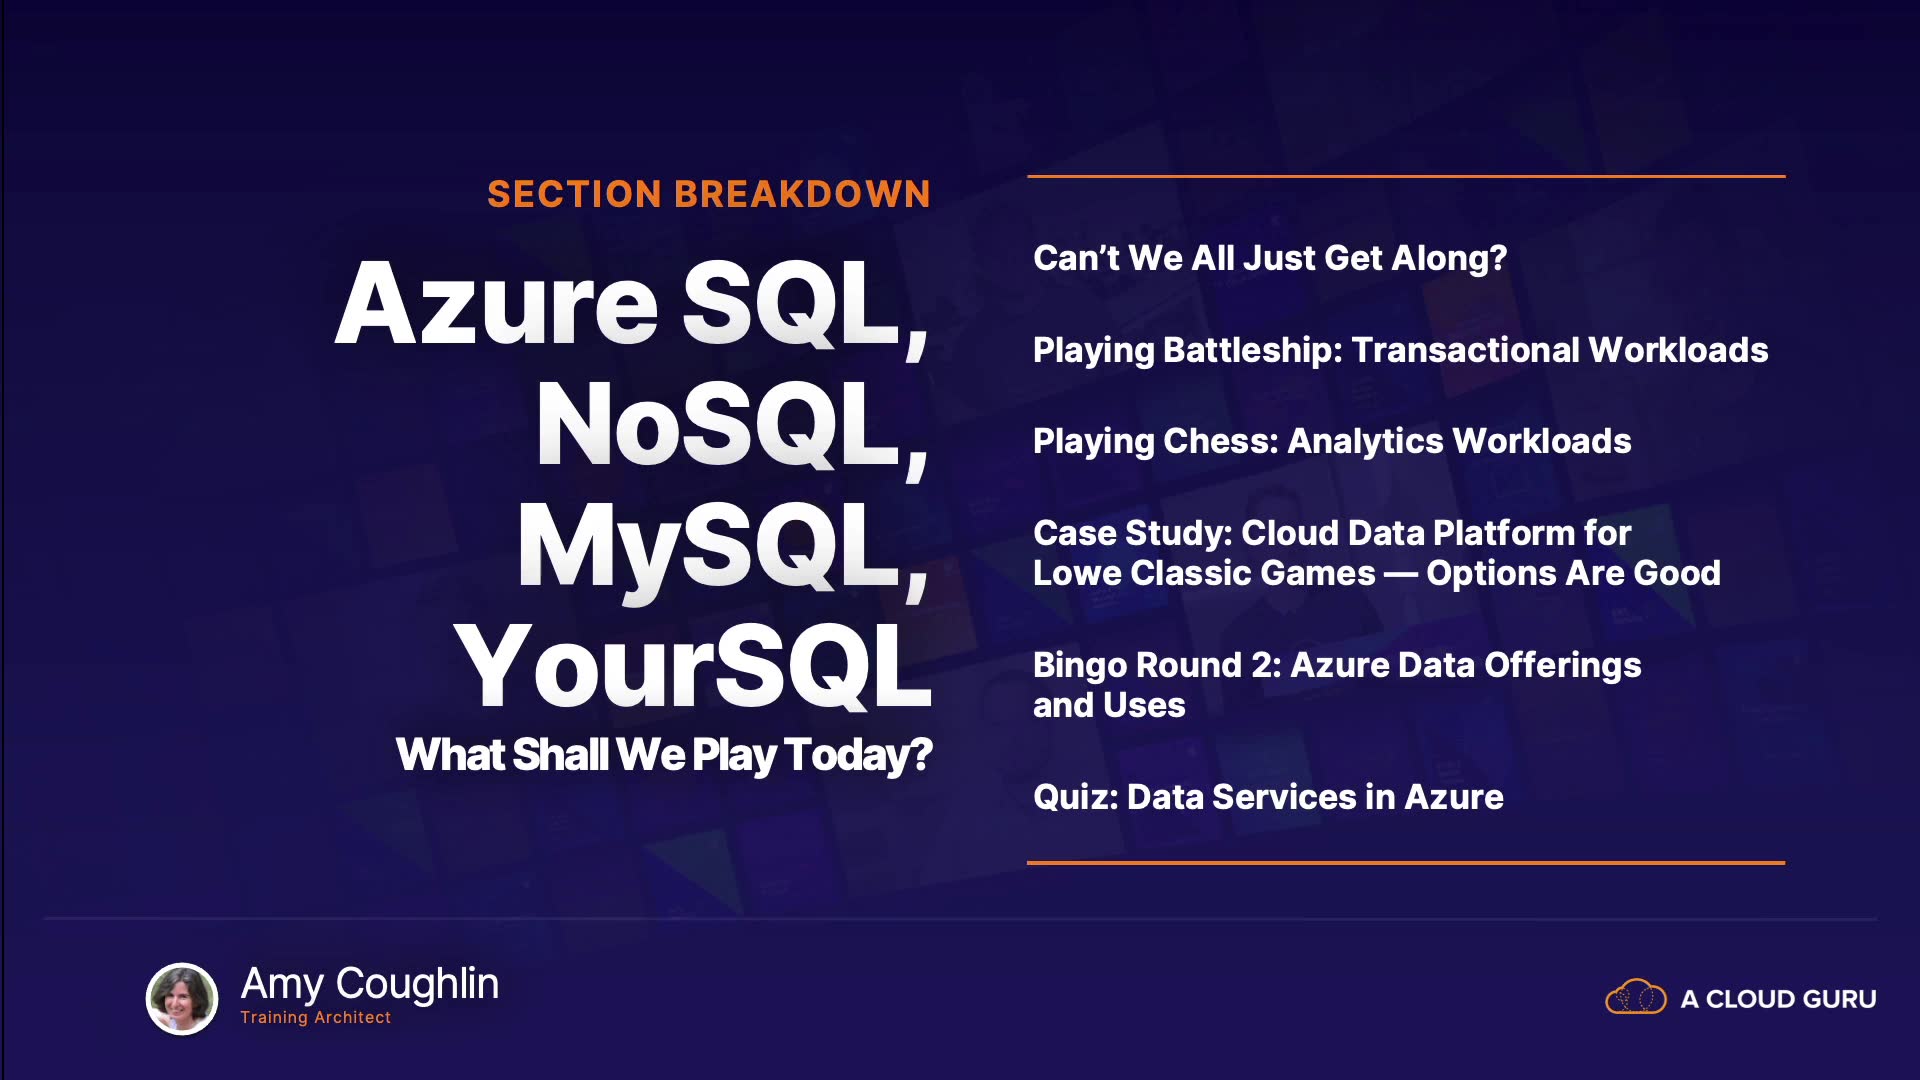 SECTION BREAKDOWN
Azure SQL,
NoSQL,
MySQL,
YourSQL
What Shall We Play Today?
Can’t We All Just Get Along?
Playing Battleship: Transactional Workloads
Playing Chess: Analytics Workloads
Case Study: Cloud Data Platform for
Lowe Classic Games — Options Are Good
Bingo Round 2: Azure Data Offerings
and Uses
Quiz: Data Services in Azure
Amy Coughlin
Training Architect
A CLOUD GURU